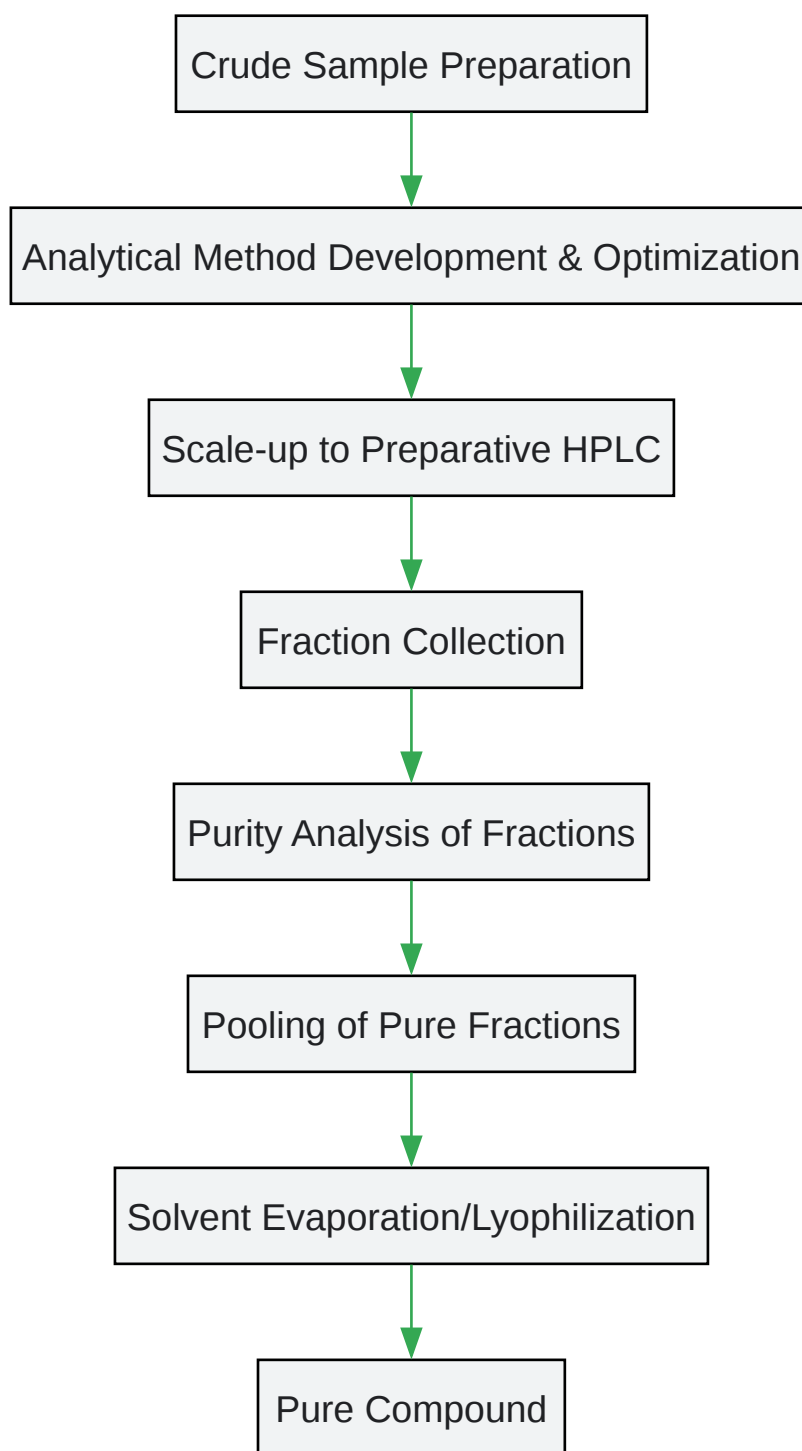 Crude Sample Preparation
Analytical Method Development & Optimization
Scale-up to Preparative HPLC
Fraction Collection
Purity Analysis of Fractions
Pooling of Pure Fractions
Solvent Evaporation/Lyophilization
Pure Compound